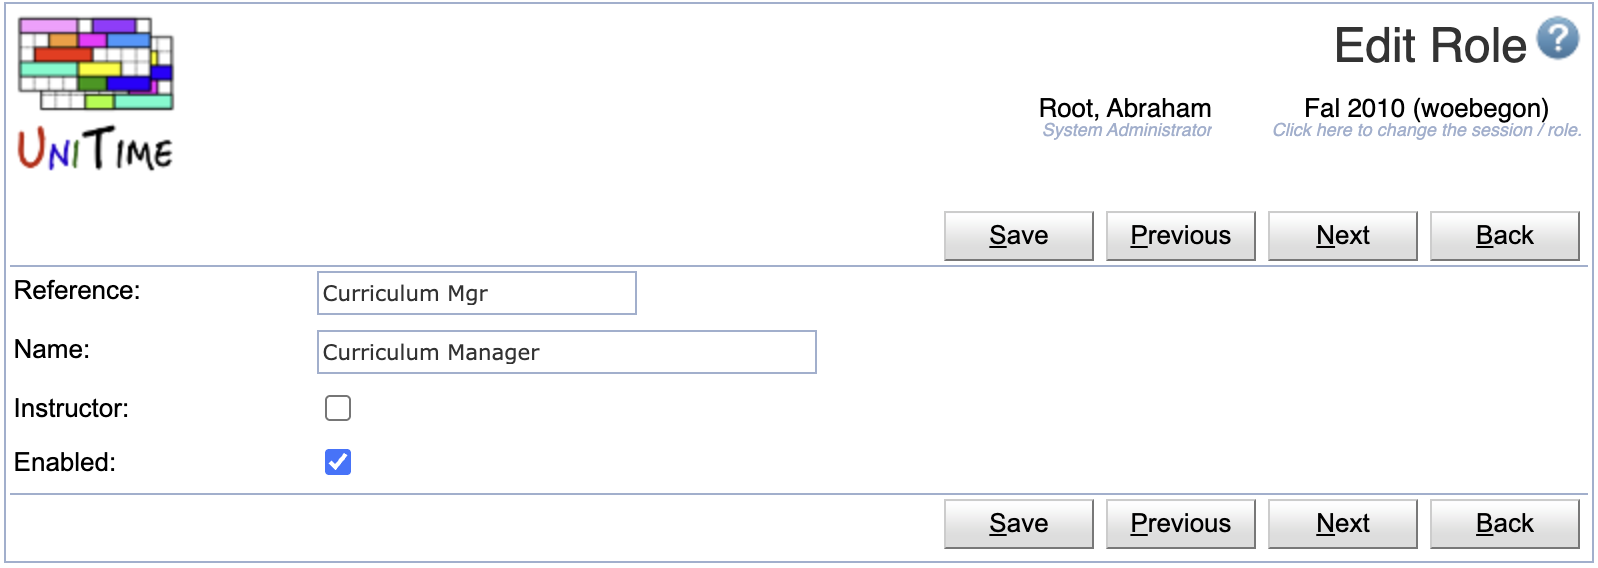 UniTime
Edit Role ?
Root, Abraham
System Administrator
Fal 2010 (woebegon)
Click here to change the session / role.
Save Previous Next Back
Reference: Curriculum Mgr
Name: Curriculum Manager
Instructor:
Enabled:
Save Previous Next Back